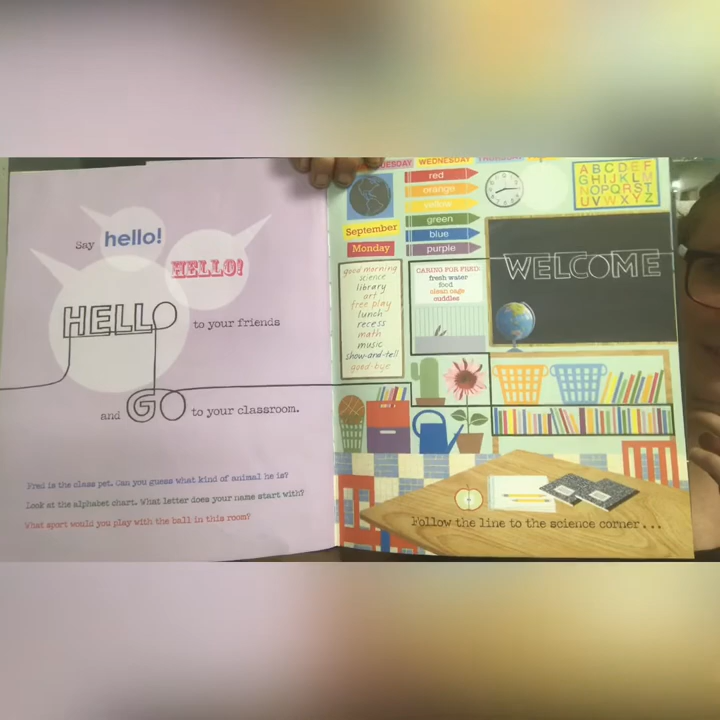 Say hello!
HELLO!
HELLO to your friends
and GO to your classroom.
Fred is the class pet. Can you guess what kind of animal he is?
Look at the alphabet chart. What letter does your name start with?
What sport would you play with the ball in this room?
WEDNESDAY
red
orange
yellow
green
blue
purple
September
Monday
good morning
science
library
art
free play
lunch
recess
math
music
show-and-tell
good-bye
CARING FOR FRED:
fresh water
food
clean cage
cuddles
ABCDEF
GHIJKLM
NOPQRST
UVWXYZ
WELCOME
Follow the line to the science corner...